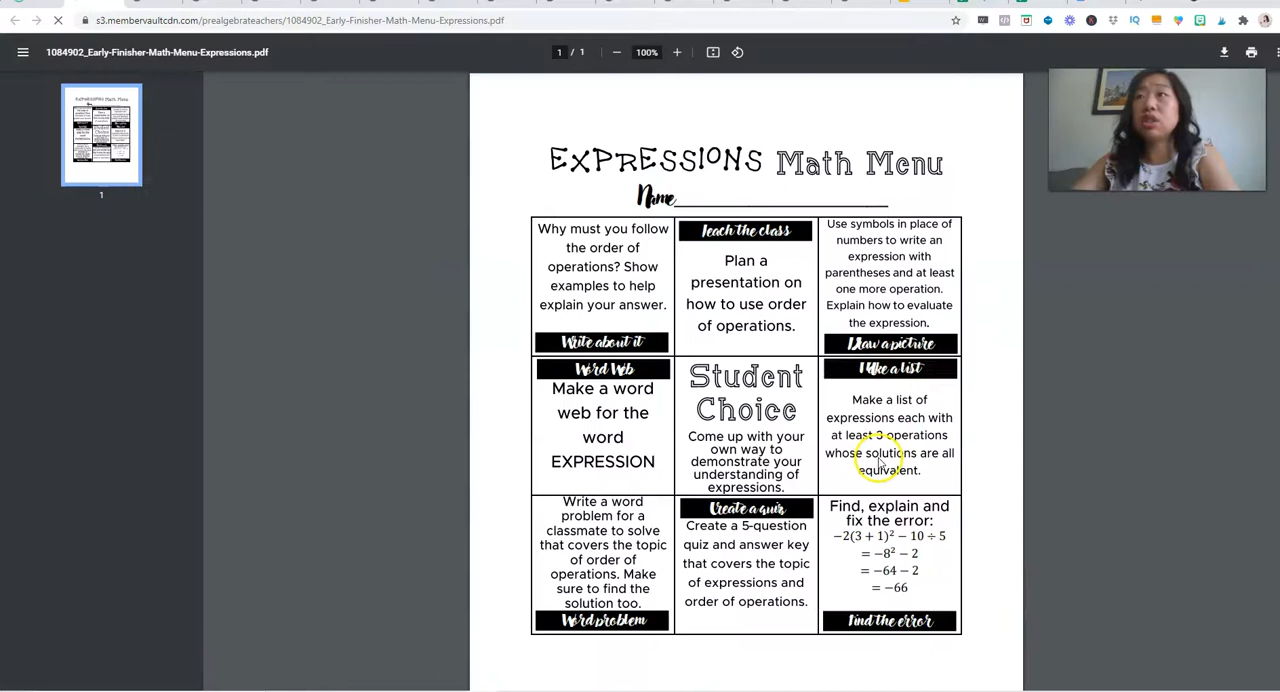 s3.membervaultcdn.com/prealgebrateachers/1084902_Early-Finisher-Math-Menu-Expressions.pdf
1084902_Early-Finisher-Math-Menu-Expressions.pdf
1 / 1
100%
1
EXPRESSIONS Math Menu
Name
Why must you follow
the order of
operations? Show
examples to help
explain your answer.
Write about it
Teach the class
Plan a
presentation on
how to use order
of operations.
Use symbols in place of
numbers to write an
expression with
parentheses and at least
one more operation.
Explain how to evaluate
the expression.
Draw a picture
Word Web
Make a word
web for the
word
EXPRESSION
Student
Choice
Come up with your
own way to
demonstrate your
understanding of
expressions.
Make a list
Make a list of
expressions each with
at least 3 operations
whose solutions are all
equivalent.
Write a word
problem for a
classmate to solve
that covers the topic
of order of
operations. Make
sure to find the
solution too.
Word problem
Create a quiz
Create a 5-question
quiz and answer key
that covers the topic
of expressions and
order of operations.
Find, explain and
fix the error:
−2(3 + 1)² − 10 ÷ 5
= −8² − 2
= −64 − 2
= −66
Find the error